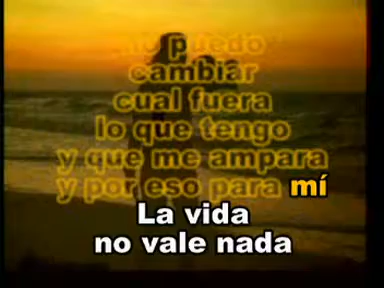 no puedo
cambiar
cual fuera
lo que tengo
y que me ampara
y por eso para mí
La vida
no vale nada